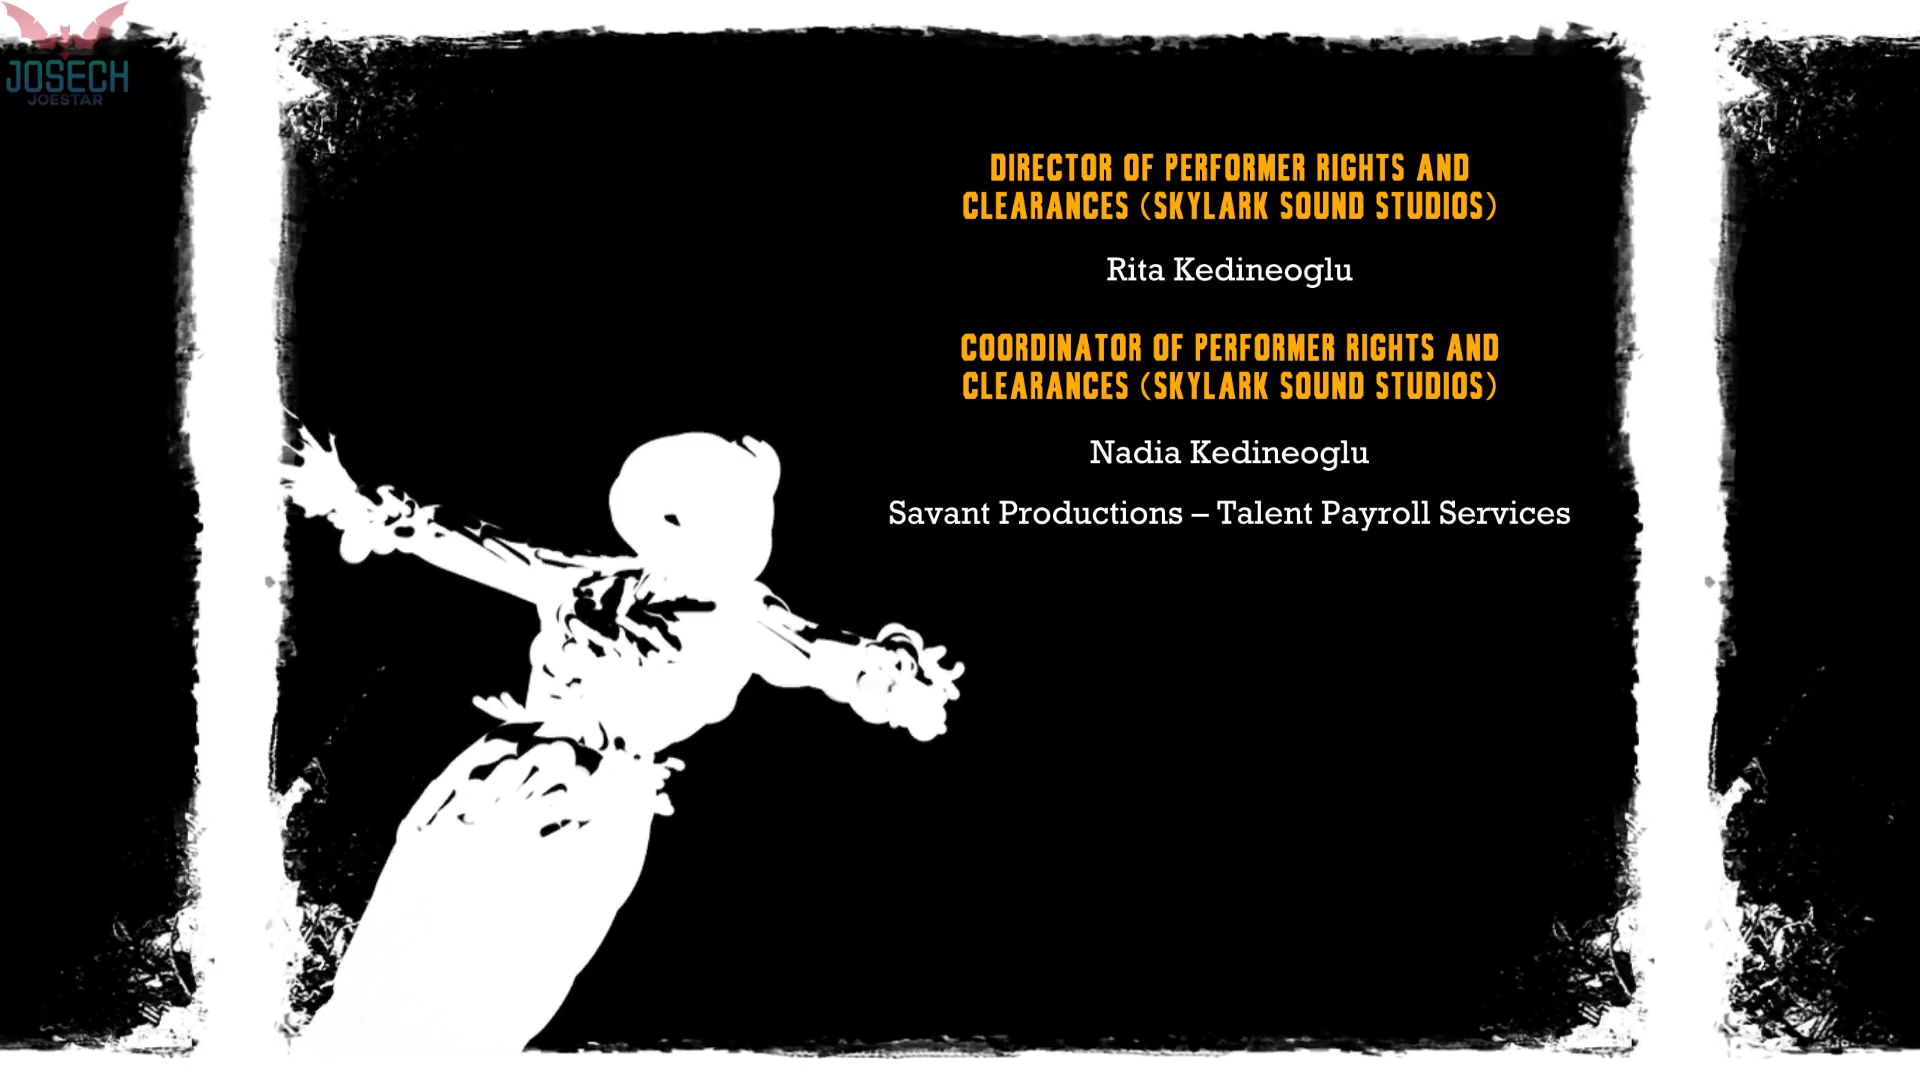 JOSECH
JOESTAR
DIRECTOR OF PERFORMER RIGHTS AND
CLEARANCES (SKYLARK SOUND STUDIOS)
Rita Kedineoglu
COORDINATOR OF PERFORMER RIGHTS AND
CLEARANCES (SKYLARK SOUND STUDIOS)
Nadia Kedineoglu
Savant Productions – Talent Payroll Services